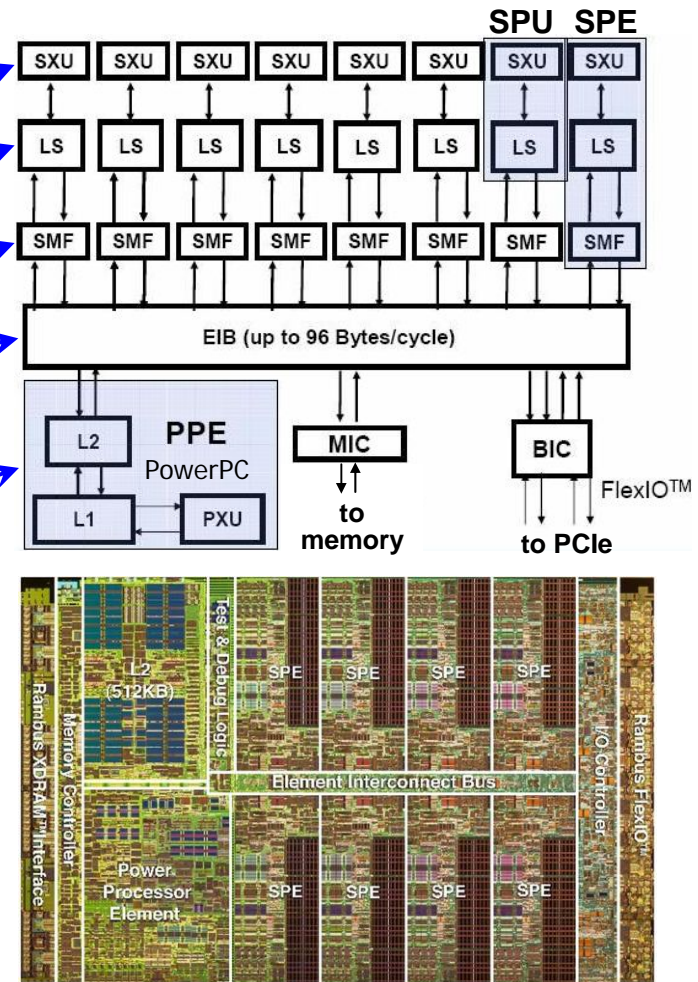 SPU SPE
SXU SXU SXU SXU SXU SXU SXU SXU
LS LS LS LS LS LS LS LS
SMF SMF SMF SMF SMF SMF SMF SMF
EIB (up to 96 Bytes/cycle)
L2
PPE
PowerPC
L1
PXU
MIC
to
memory
BIC
FlexIO™
to PCIe
Rambus XDRAM™ Interface
Memory Controller
L2
(512KB)
Test & Debug Logic
SPE SPE SPE SPE
Element Interconnect Bus
Power
Processor
Element
SPE SPE SPE SPE
I/O Controller
Rambus FlexIO™